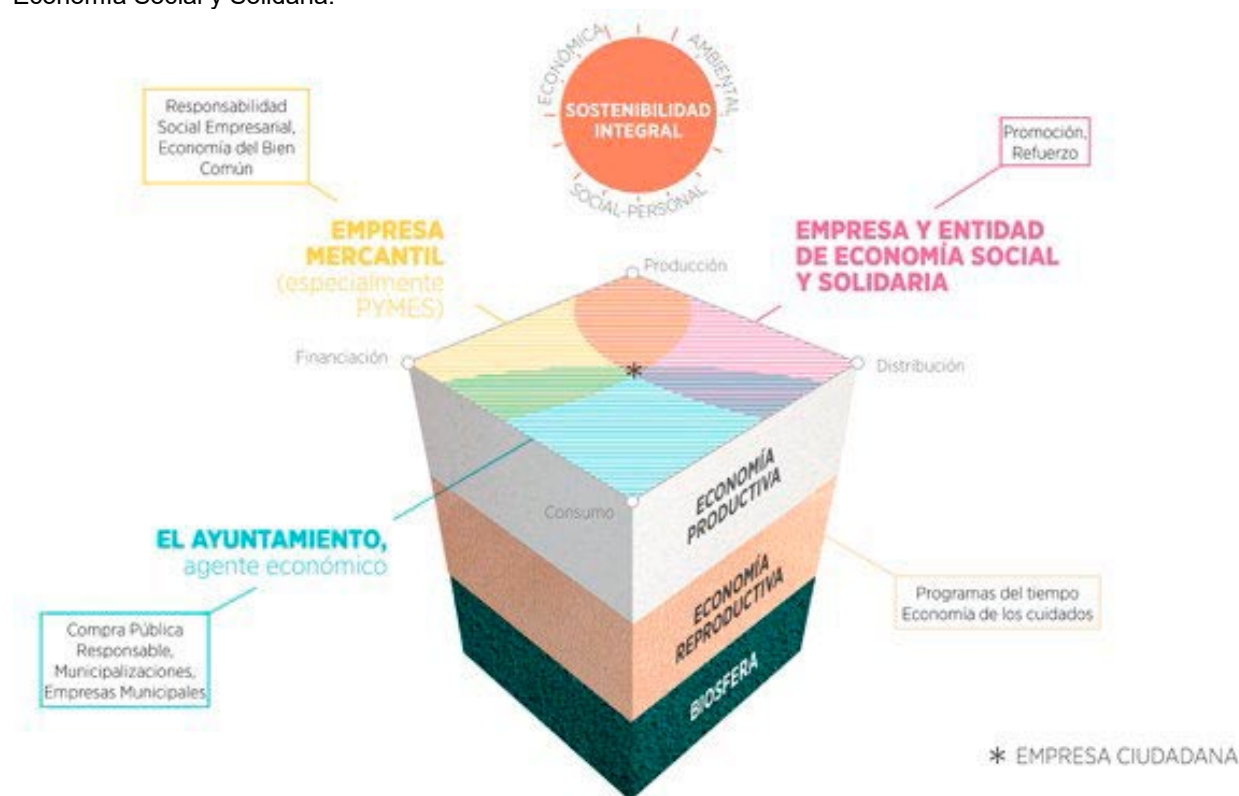 Economía Social y Solidaria.
ECONÓMICA
AMBIENTAL
SOSTENIBILIDAD
INTEGRAL
SOCIAL-PERSONAL
Responsabilidad
Social Empresarial,
Economía del Bien
Común
Promoción,
Refuerzo
EMPRESA
MERCANTIL
(especialmente
PYMES)
EMPRESA Y ENTIDAD
DE ECONOMÍA SOCIAL
Y SOLIDARIA
Producción
Financiación
Distribución
*
Consumo
ECONOMÍA
PRODUCTIVA
EL AYUNTAMIENTO,
agente económico
ECONOMÍA
REPRODUCTIVA
Programas del tiempo
Economía de los cuidados
Compra Pública
Responsable,
Municipalizaciones,
Empresas Municipales
BIOSFERA
* EMPRESA CIUDADANA